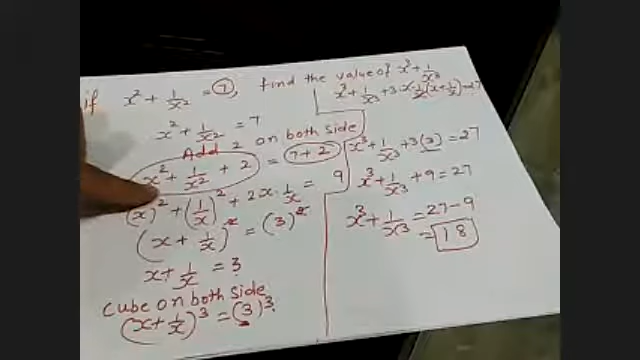 if x² + 1/x² = 7, find the value of x³ + 1/x³
x² + 1/x² = 7
Add 2 on both side
x² + 1/x² + 2 = 7+2
(x)² + (1/x)² + 2x·1/x = 9
(x + 1/x)² = (3)²
x + 1/x = 3
cube on both side
(x + 1/x)³ = (3)³
x³ + 1/x³ + 3x·1/x(x + 1/x) = 27
x³ + 1/x³ + 3(3) = 27
x³ + 1/x³ + 9 = 27
x³ + 1/x³ = 27-9
= 18